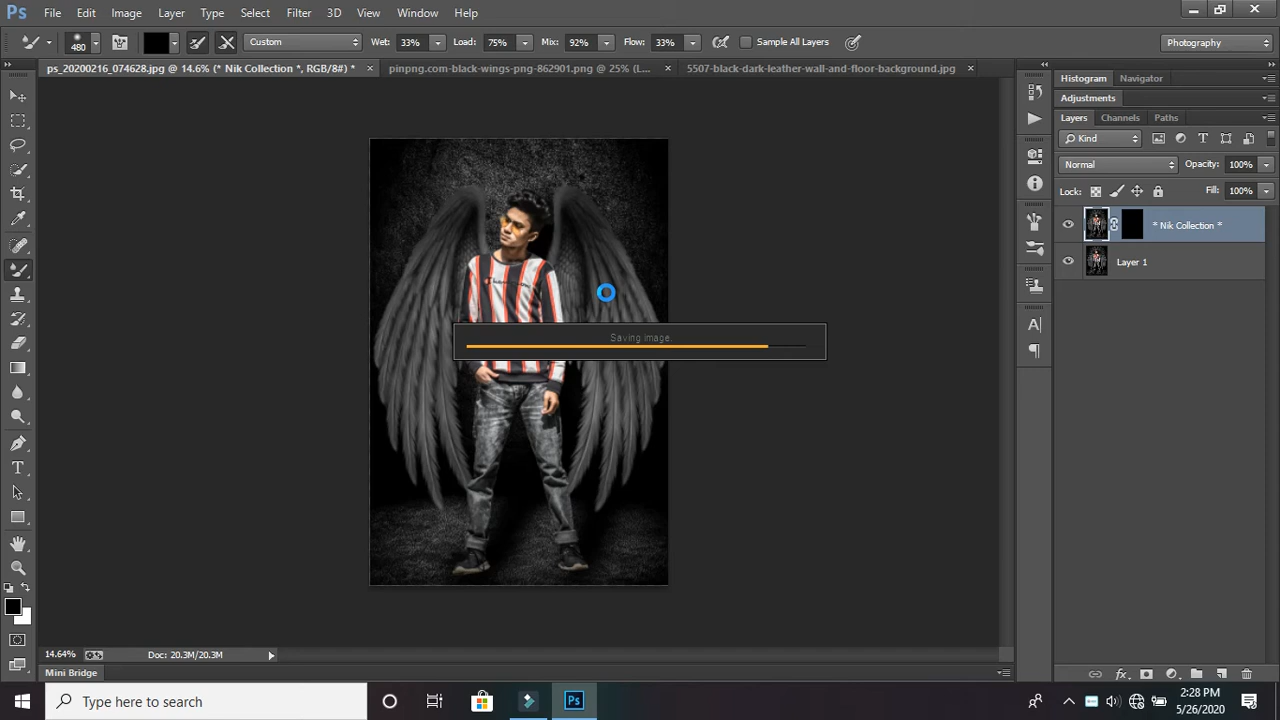 Ps File Edit Image Layer Type Select Filter 3D View Window Help
480 Custom Wet: 33% Load: 75% Mix: 92% Flow: 33% Sample All Layers Photography
ps_20200216_074628.jpg @ 14.6% (* Nik Collection *, RGB/8#) * × pinpng.com-black-wings-png-862901.png @ 25% (L... × 5507-black-dark-leather-wall-and-floor-background.jpg ×
Histogram Navigator
Adjustments
Layers Channels Paths
Kind
Normal Opacity: 100%
Lock: Fill: 100%
* Nik Collection *
Layer 1
Saving image.
14.64% Doc: 20.3M/20.3M
Mini Bridge
Type here to search
Ps
2:28 PM
5/26/2020